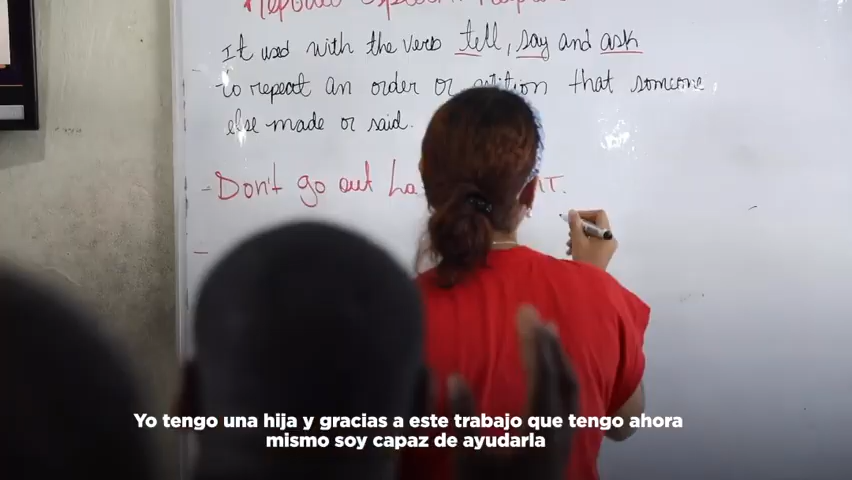 Reported Speech
It used with the verb tell, say and ask
to repeat an order or petition that someone
else made or said.
- Don't go out
Yo tengo una hija y gracias a este trabajo que tengo ahora
mismo soy capaz de ayudarla